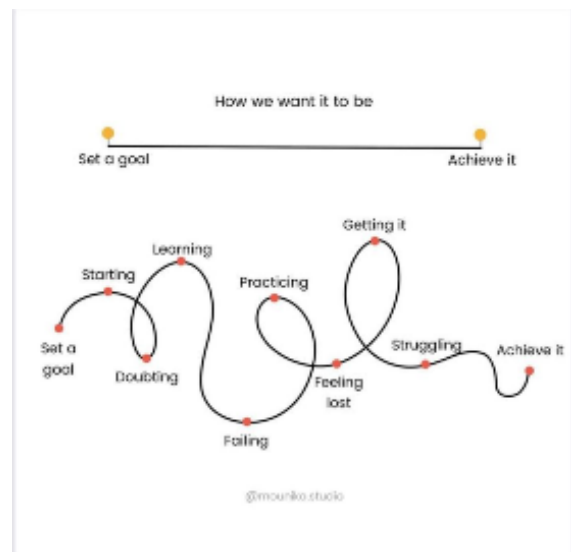 How we want it to be
Set a goal
Achieve it
Getting it
Learning
Starting
Practicing
Struggling
Achieve it
Set a
goal
Doubting
Feeling
lost
Failing
@mouniko.studio